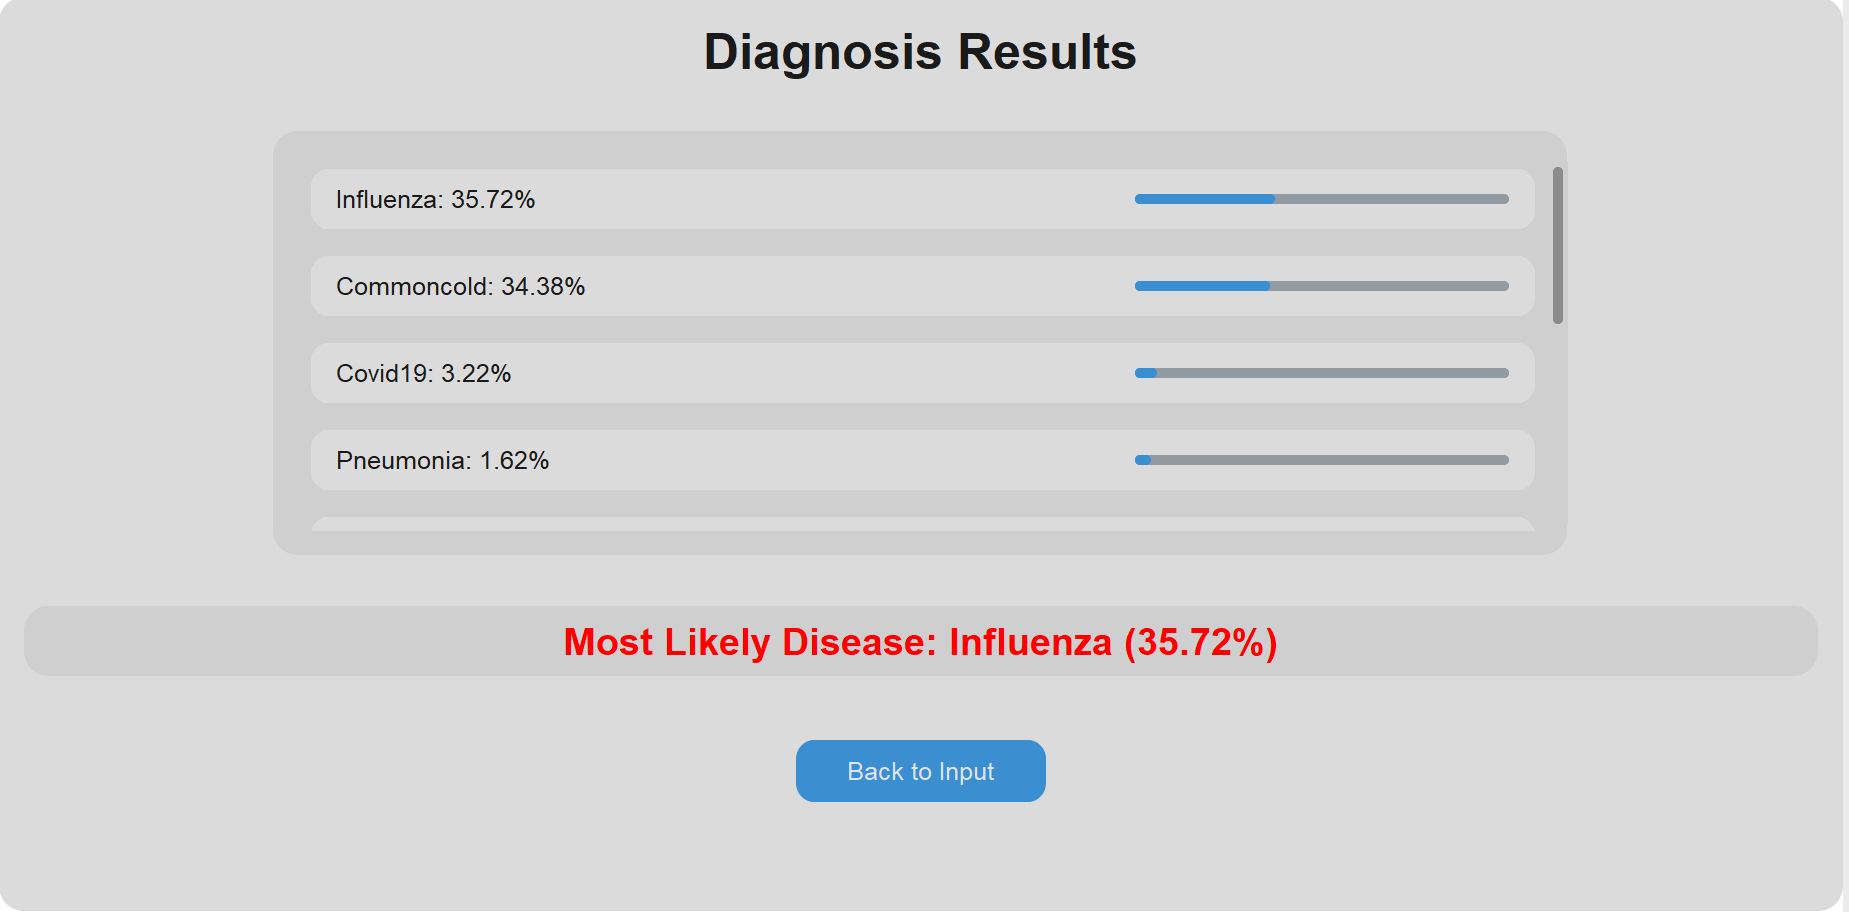 Diagnosis Results
Influenza: 35.72%
Commoncold: 34.38%
Covid19: 3.22%
Pneumonia: 1.62%
Most Likely Disease: Influenza (35.72%)
Back to Input